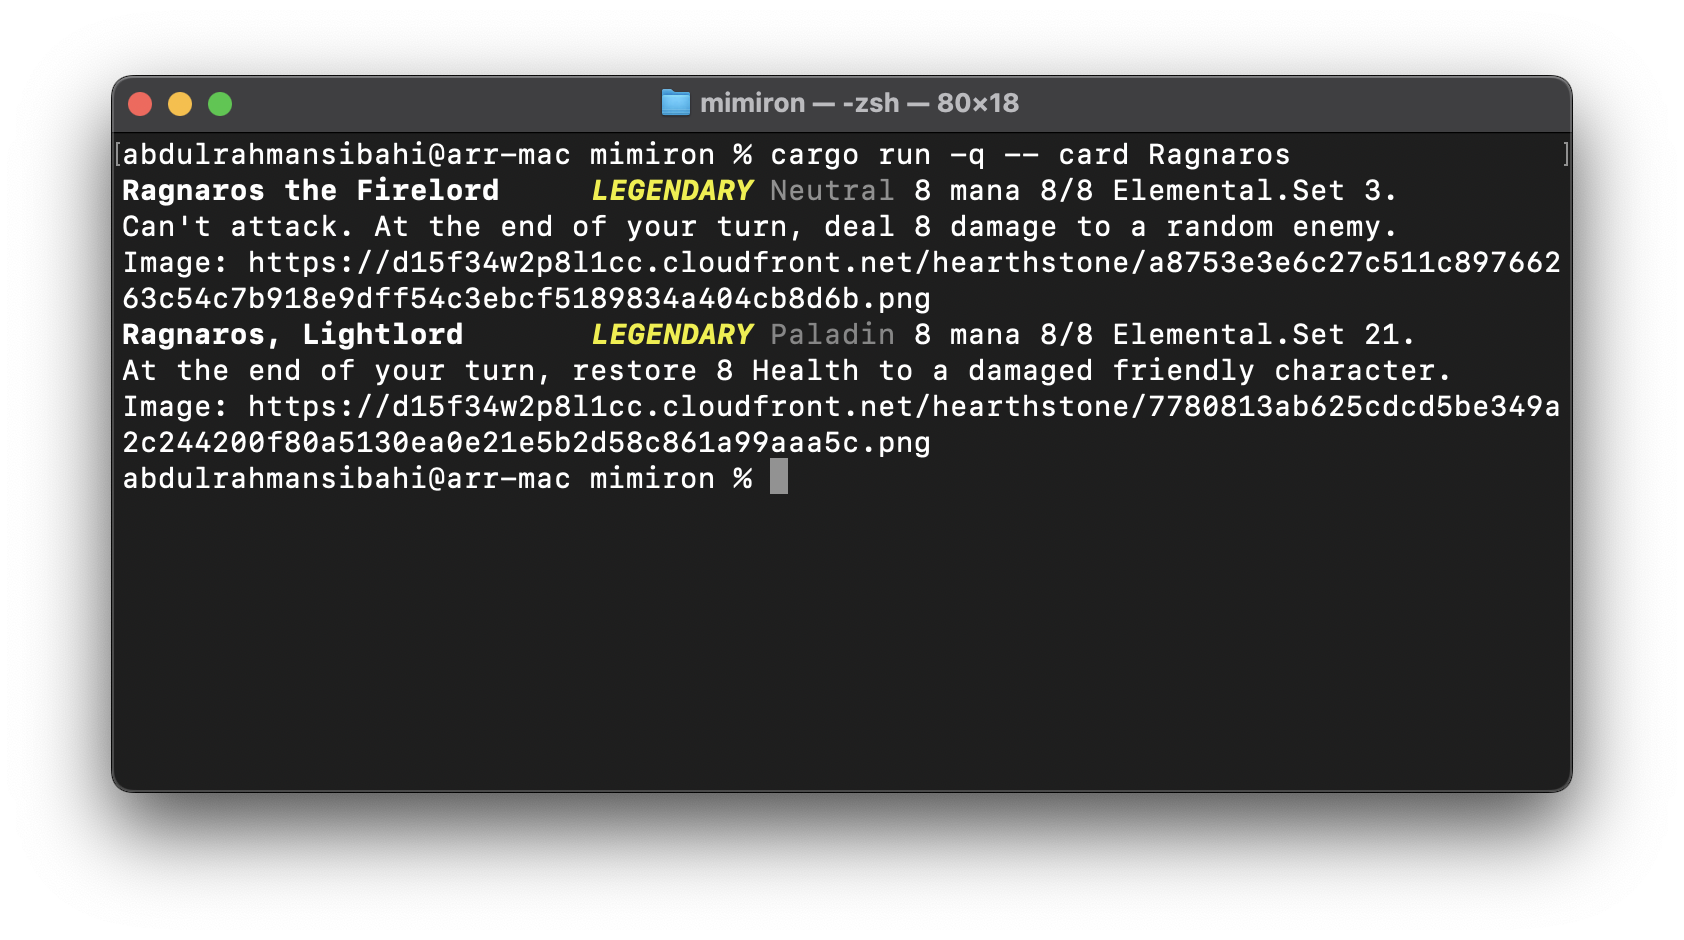 mimiron — -zsh — 80×18
abdulrahmansibahi@arr-mac mimiron % cargo run -q -- card Ragnaros
Ragnaros the Firelord     LEGENDARY Neutral 8 mana 8/8 Elemental.Set 3.
Can't attack. At the end of your turn, deal 8 damage to a random enemy.
Image: https://d15f34w2p8l1cc.cloudfront.net/hearthstone/a8753e3e6c27c511c897662
63c54c7b918e9dff54c3ebcf5189834a404cb8d6b.png
Ragnaros, Lightlord       LEGENDARY Paladin 8 mana 8/8 Elemental.Set 21.
At the end of your turn, restore 8 Health to a damaged friendly character.
Image: https://d15f34w2p8l1cc.cloudfront.net/hearthstone/7780813ab625cdcd5be349a
2c244200f80a5130ea0e21e5b2d58c861a99aaa5c.png
abdulrahmansibahi@arr-mac mimiron %